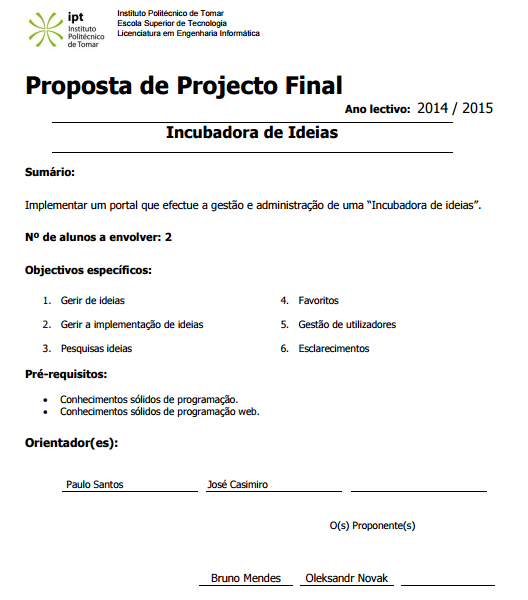 ipt
Instituto
Politécnico
de Tomar
Instituto Politécnico de Tomar
Escola Superior de Tecnologia
Licenciatura em Engenharia Informática
Proposta de Projecto Final
Ano lectivo: 2014 / 2015
Incubadora de Ideias
Sumário:
Implementar um portal que efectue a gestão e administração de uma “Incubadora de ideias”.
Nº de alunos a envolver: 2
Objectivos específicos:
1. Gerir de ideias
2. Gerir a implementação de ideias
3. Pesquisas ideias
4. Favoritos
5. Gestão de utilizadores
6. Esclarecimentos
Pré-requisitos:
• Conhecimentos sólidos de programação.
• Conhecimentos sólidos de programação web.
Orientador(es):
Paulo Santos José Casimiro
O(s) Proponente(s)
Bruno Mendes Oleksandr Novak